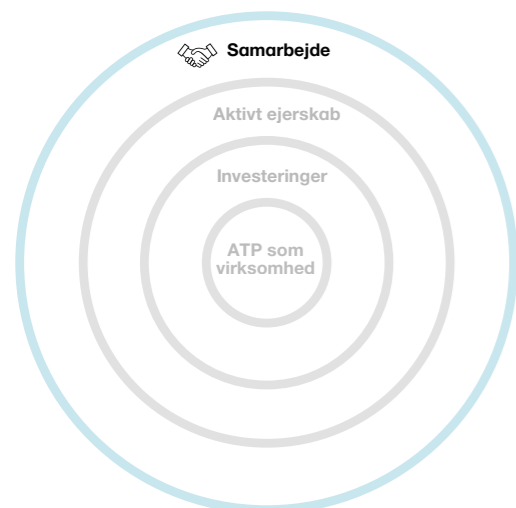 Samarbejde
Aktivt ejerskab
Investeringer
ATP som
virksomhed